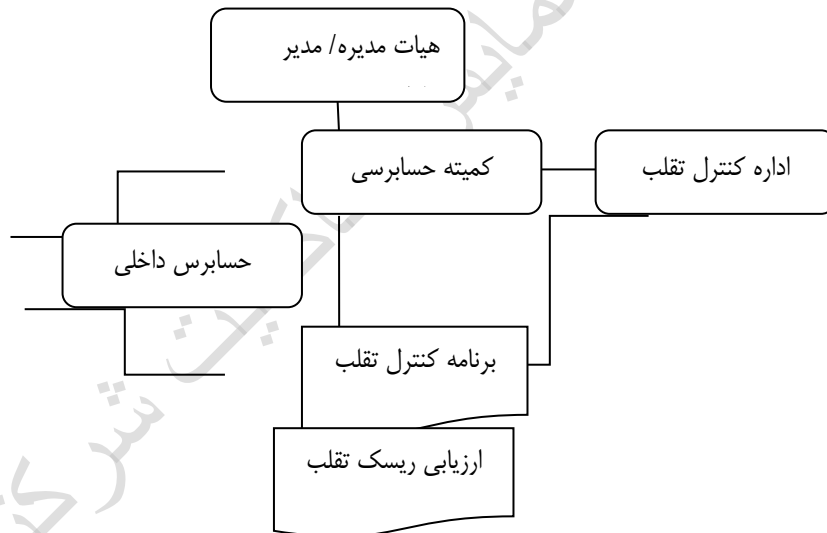 هیات مدیره/ مدیر
کمیته حسابرسی
اداره کنترل تقلب
حسابرس داخلی
برنامه کنترل تقلب
ارزیابی ریسک تقلب